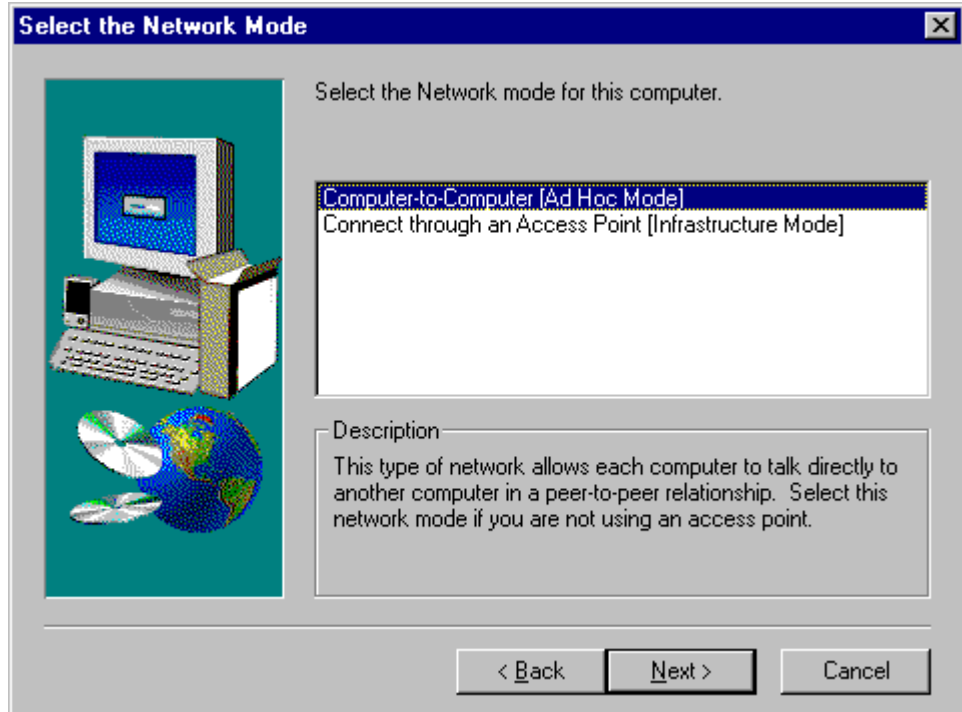 Select the Network Mode
Select the Network mode for this computer.
Computer-to-Computer [Ad Hoc Mode]
Connect through an Access Point [Infrastructure Mode]
Description
This type of network allows each computer to talk directly to
another computer in a peer-to-peer relationship.  Select this
network mode if you are not using an access point.
< Back
Next >
Cancel